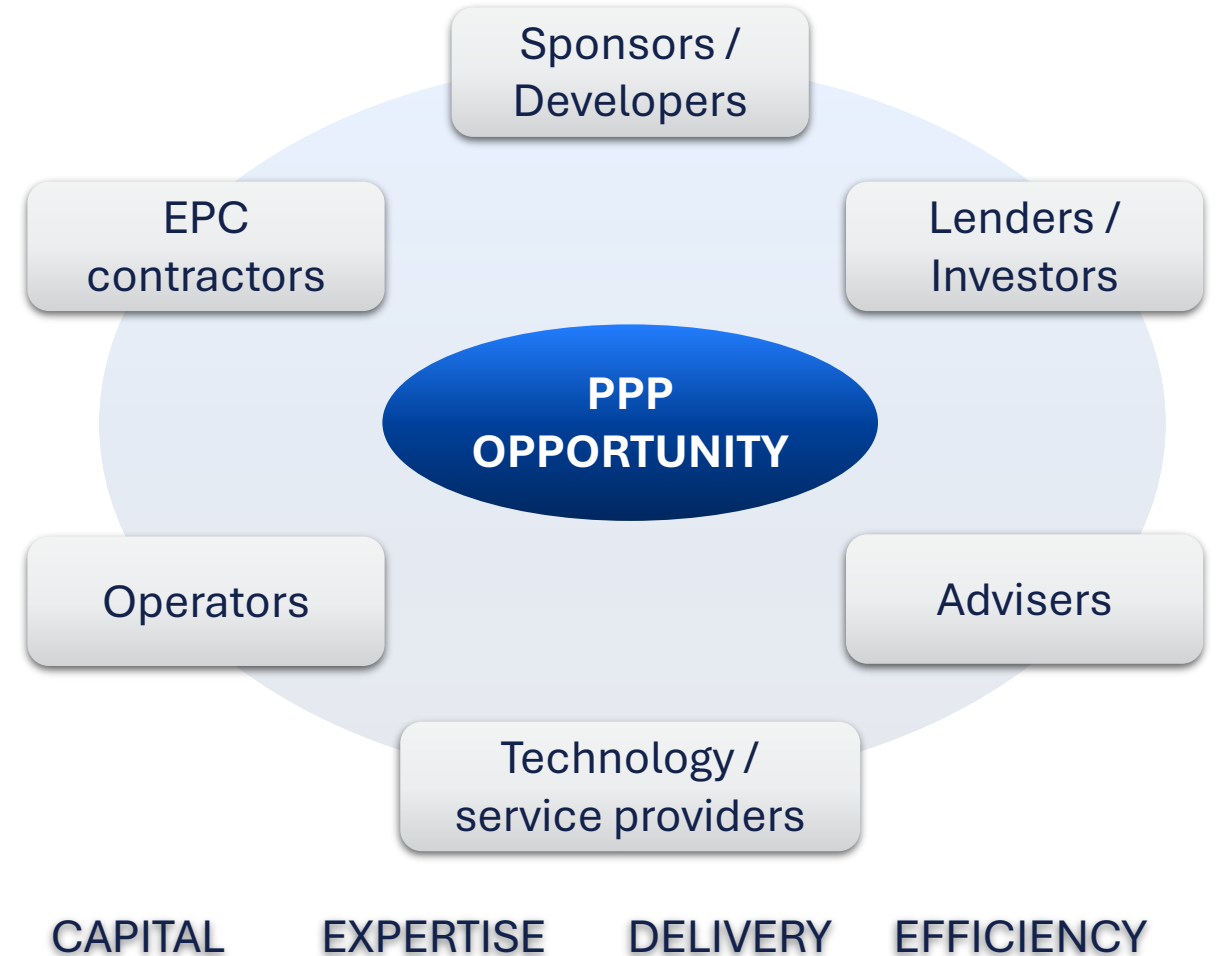 Sponsors /
Developers
EPC
contractors
Lenders /
Investors
PPP
OPPORTUNITY
Operators
Advisers
Technology /
service providers
CAPITAL EXPERTISE DELIVERY EFFICIENCY